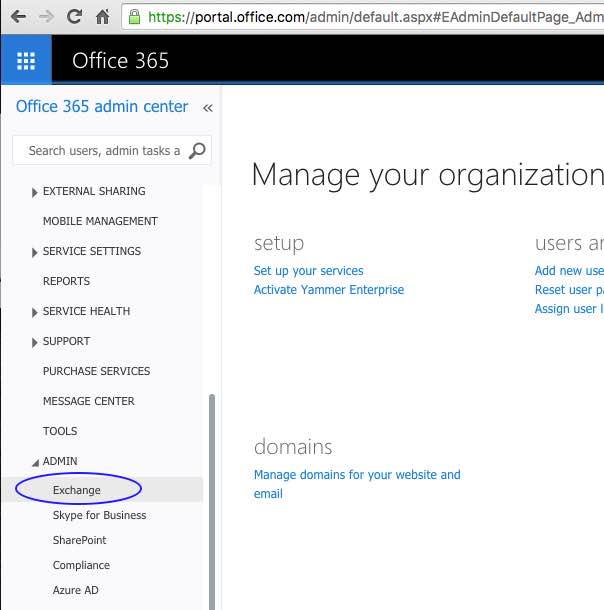 https://portal.office.com/admin/default.aspx#EAdminDefaultPage_Adm
Office 365
Office 365 admin center «
Search users, admin tasks a
EXTERNAL SHARING
MOBILE MANAGEMENT
SERVICE SETTINGS
REPORTS
SERVICE HEALTH
SUPPORT
PURCHASE SERVICES
MESSAGE CENTER
TOOLS
ADMIN
Exchange
Skype for Business
SharePoint
Compliance
Azure AD
Manage your organization
setup
Set up your services
Activate Yammer Enterprise
users an
Add new use
Reset user pa
Assign user l
domains
Manage domains for your website and
email